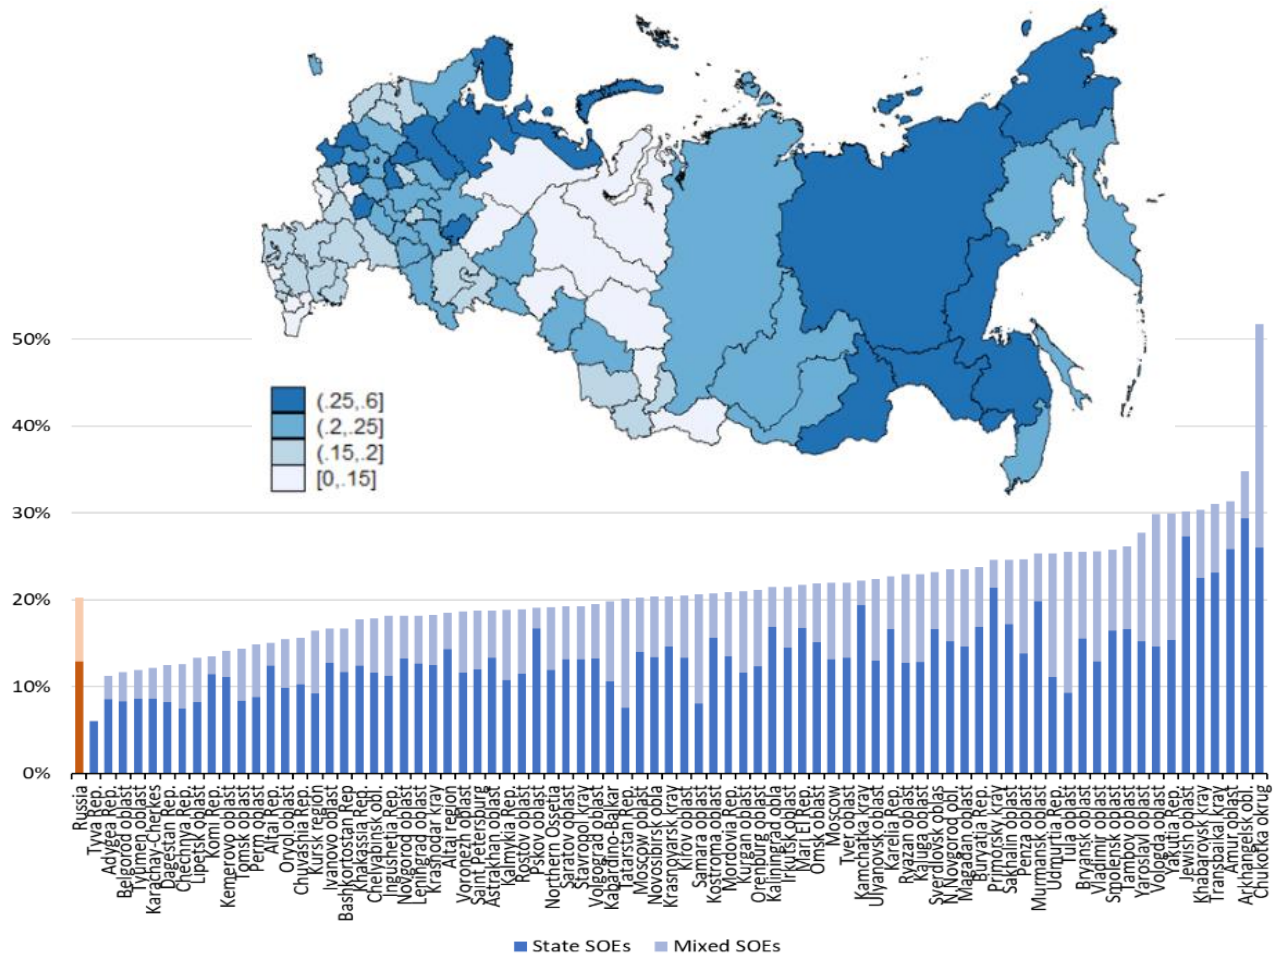 50%
40%
30%
20%
10%
0%
(.25,.6]
(.2,.25]
(.15,.2]
[0,.15]
Russia
Tyva Rep.
Adygea Rep.
Belgorod oblast
Tyumen oblast
Karachay-Cherkes
Dagestan Rep.
Chechnya Rep.
Lipetsk oblast
Komi Rep.
Kemerovo oblast
Tomsk oblast
Perm oblast
Altai Rep.
Oryol oblast
Chuvashia Rep.
Kursk region
Ivanovo oblast
Bashkortostan Rep
Khakassia Rep.
Chelyabinsk obl.
Ingushetia Rep.
Novgorod oblast
Leningrad oblast
Krasnodar kray
Altai region
Voronezh oblast
Saint Petersburg
Astrakhan. oblast
Kalmykia Rep.
Rostov oblast
Pskov oblast
Northern Ossetia
Saratov oblast
Stavropol kray
Volgograd oblast
Kabardino-Balkar
Tatarstan Rep.
Moscow oblast
Novosibirsk obla
Krasnoyarsk kray
Kirov oblast
Samara oblast
Kostroma oblast
Mordovia Rep.
Kurgan oblast
Orenburg oblast
Kaliningrad obla
Irkutsk oblast
Mari El Rep.
Omsk oblast
Moscow
Tver oblast
Kamchatka kray
Ulyanovsk oblast
Karelia Rep.
Ryazan oblast
Kaluga oblast
Sverdlovsk oblas
N.Novgorod obl.
Magadan oblast
Buryatia Rep.
Primorsky kray
Sakhalin oblast
Penza oblast
Murmansk oblast
Udmurtia Rep.
Tula oblast
Bryansk oblast
Vladimir oblast
Smolensk oblast
Tambov oblast
Yaroslavl oblast
Vologda oblast
Yakutia Rep.
Jewish oblast
Khabarovsk kray
Transbaikal kray
Amur oblast
Arkhangelsk obl.
Chukotka okrug
State SOEs
Mixed SOEs